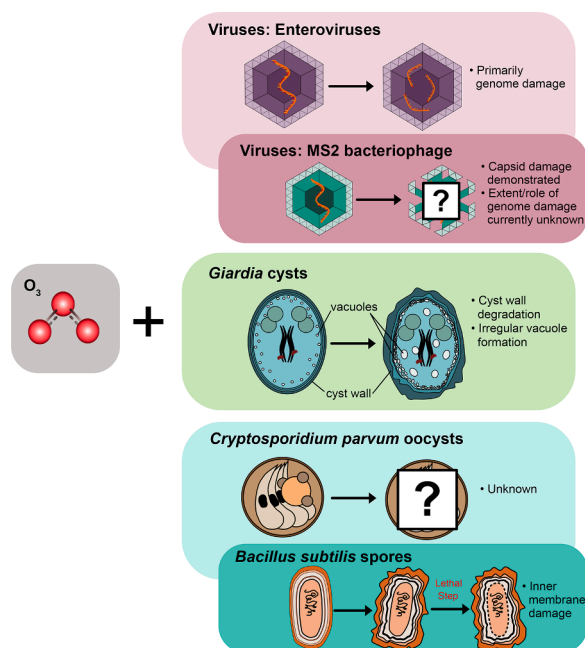 Viruses: Enteroviruses
• Primarily
genome damage
Viruses: MS2 bacteriophage
• Capsid damage
demonstrated
• Extent/role of
genome damage
currently unknown
?
O3
+
Giardia cysts
vacuoles
cyst wall
• Cyst wall
degradation
• Irregular vacuole
formation
Cryptosporidium parvum oocysts
?
• Unknown
Bacillus subtilis spores
Lethal
Step
• Inner
membrane
damage